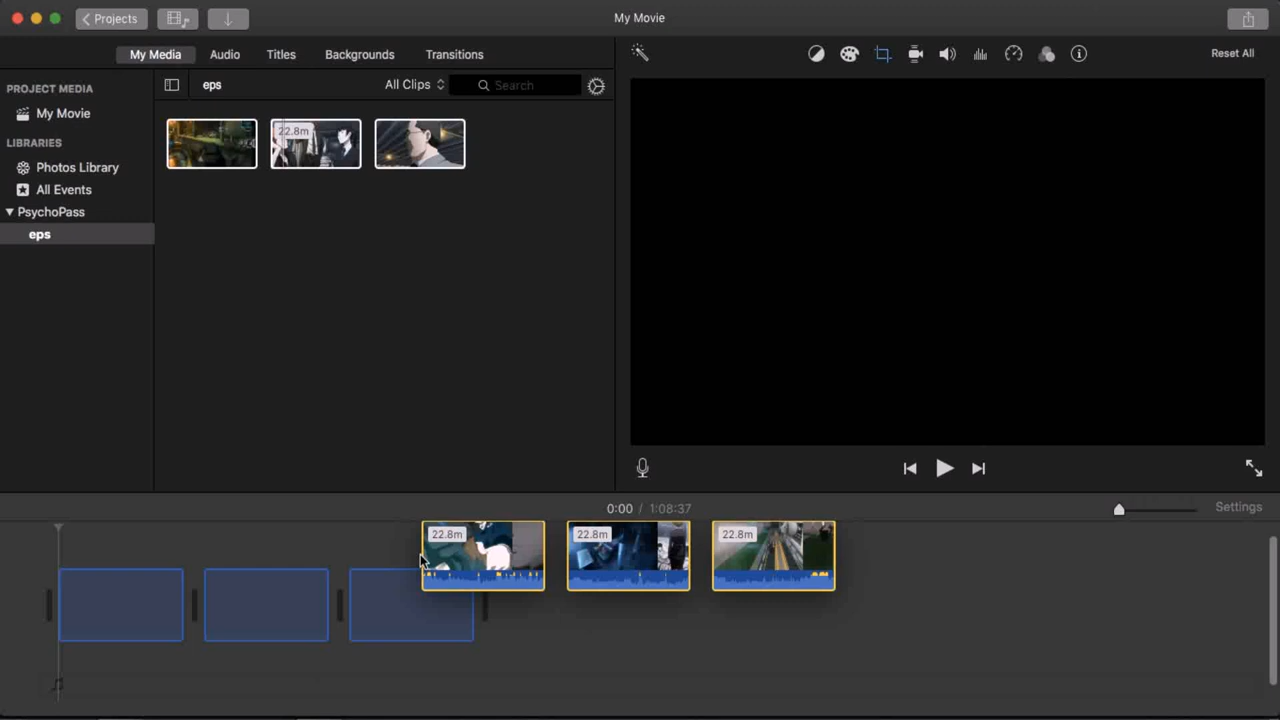 Projects
My Movie
My Media
Audio
Titles
Backgrounds
Transitions
Reset All
PROJECT MEDIA
My Movie
LIBRARIES
Photos Library
All Events
PsychoPass
eps
eps
All Clips
Search
22.8m
0:00 / 1:08:37
Settings
22.8m
22.8m
22.8m